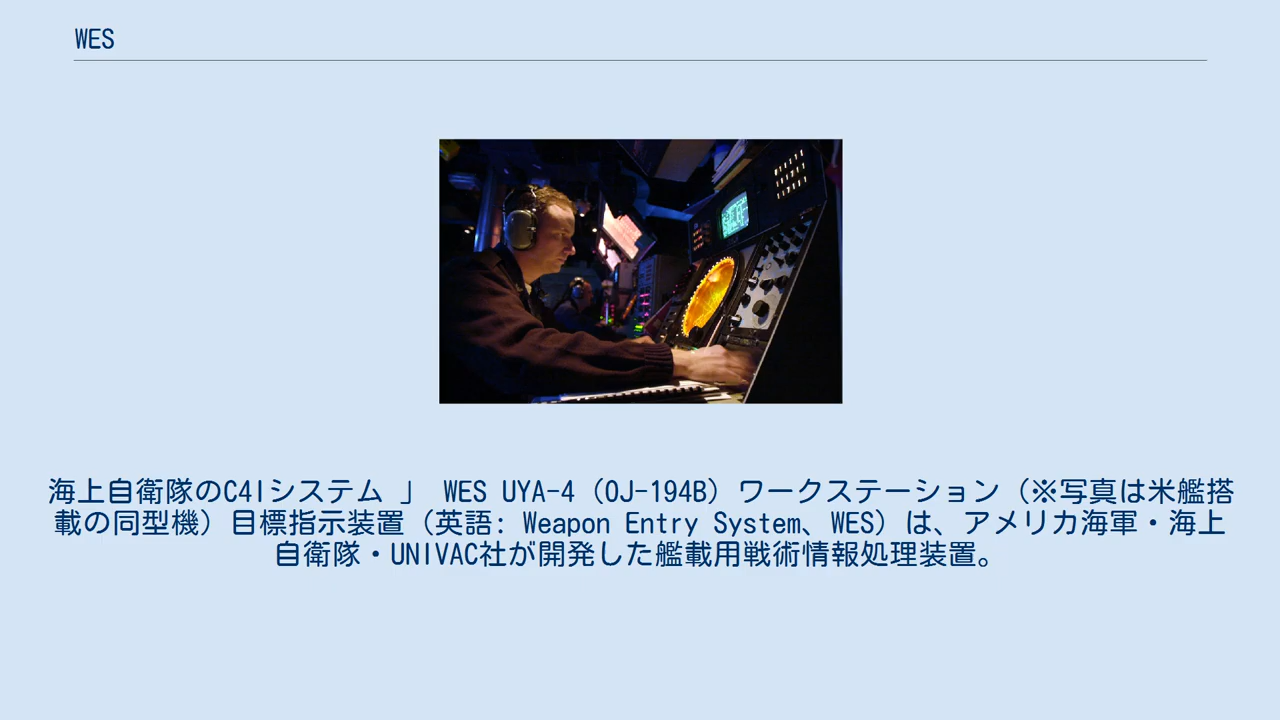 WES
海上自衛隊のC4Iシステム 」 WES UYA-4（OJ-194B）ワークステーション（※写真は米艦搭
載の同型機）目標指示装置（英語: Weapon Entry System、WES）は、アメリカ海軍・海上
自衛隊・UNIVAC社が開発した艦載用戦術情報処理装置。